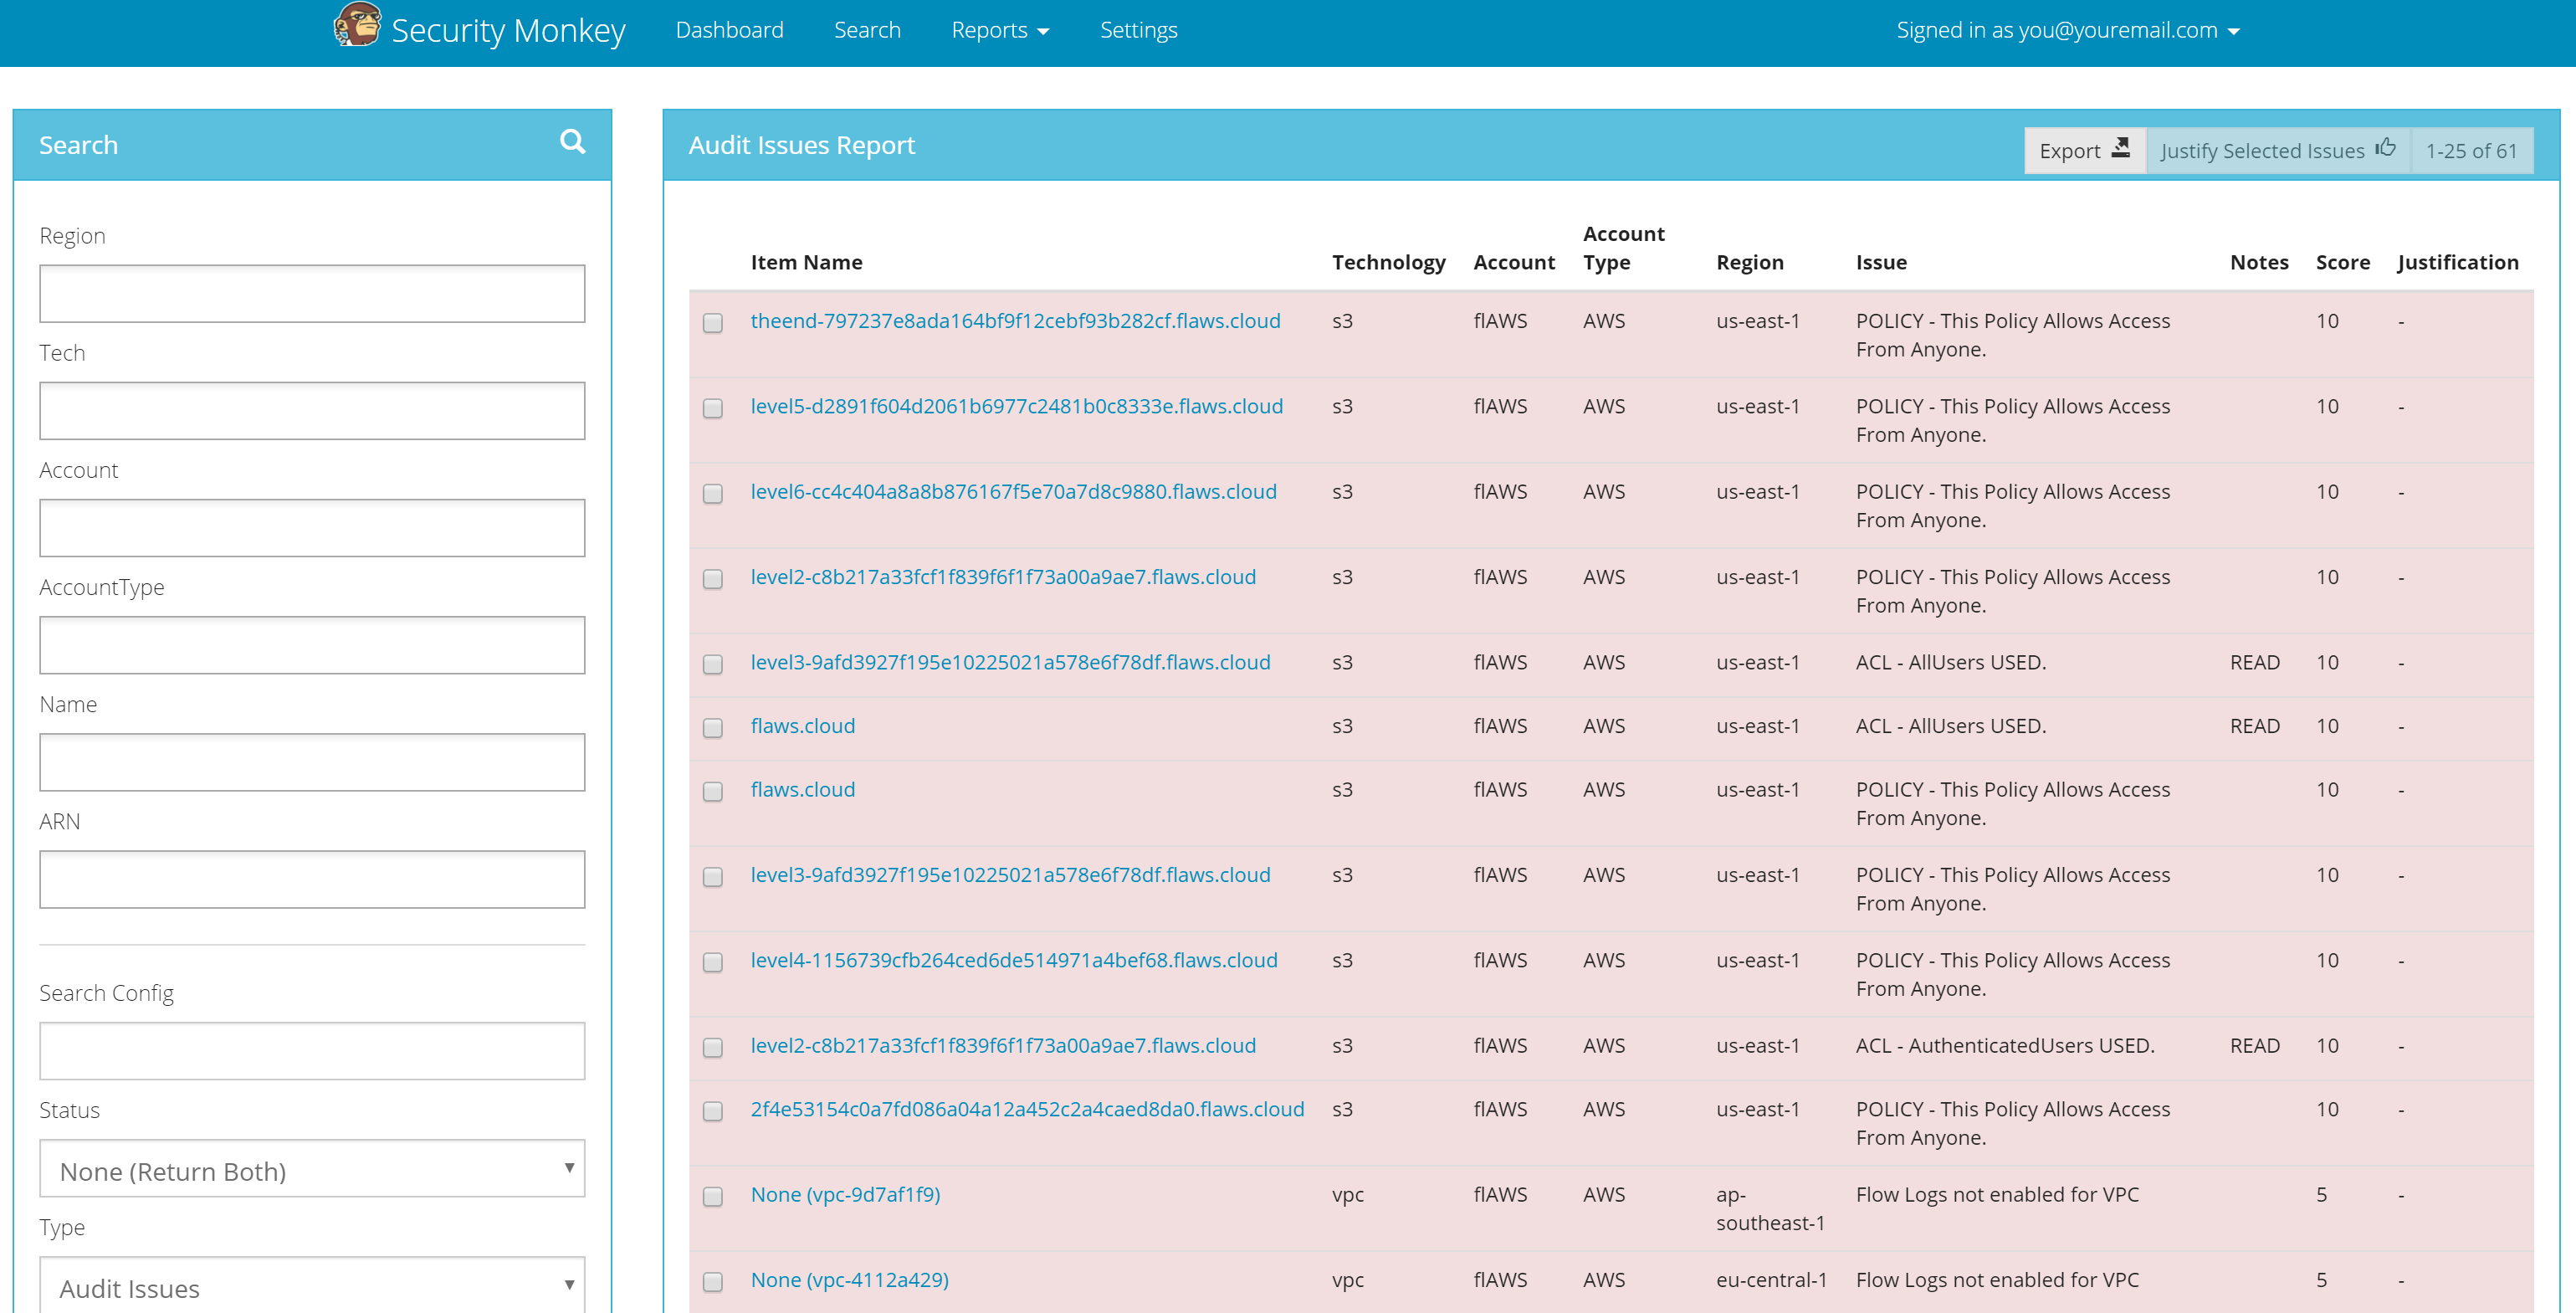 Security Monkey Dashboard Search Reports Settings Signed in as you@youremail.com
Search
Region
Tech
Account
AccountType
Name
ARN
Search Config
Status
None (Return Both)
Type
Audit Issues
Audit Issues Report Export Justify Selected Issues 1-25 of 61
Account
Item Name Technology Account Type Region Issue Notes Score Justification
theend-797237e8ada164bf9f12cebf93b282cf.flaws.cloud s3 flAWS AWS us-east-1 POLICY - This Policy Allows Access 10 -
From Anyone.
level5-d2891f604d2061b6977c2481b0c8333e.flaws.cloud s3 flAWS AWS us-east-1 POLICY - This Policy Allows Access 10 -
From Anyone.
level6-cc4c404a8a8b876167f5e70a7d8c9880.flaws.cloud s3 flAWS AWS us-east-1 POLICY - This Policy Allows Access 10 -
From Anyone.
level2-c8b217a33fcf1f839f6f1f73a00a9ae7.flaws.cloud s3 flAWS AWS us-east-1 POLICY - This Policy Allows Access 10 -
From Anyone.
level3-9afd3927f195e10225021a578e6f78df.flaws.cloud s3 flAWS AWS us-east-1 ACL - AllUsers USED. READ 10 -
flaws.cloud s3 flAWS AWS us-east-1 ACL - AllUsers USED. READ 10 -
flaws.cloud s3 flAWS AWS us-east-1 POLICY - This Policy Allows Access 10 -
From Anyone.
level3-9afd3927f195e10225021a578e6f78df.flaws.cloud s3 flAWS AWS us-east-1 POLICY - This Policy Allows Access 10 -
From Anyone.
level4-1156739cfb264ced6de514971a4bef68.flaws.cloud s3 flAWS AWS us-east-1 POLICY - This Policy Allows Access 10 -
From Anyone.
level2-c8b217a33fcf1f839f6f1f73a00a9ae7.flaws.cloud s3 flAWS AWS us-east-1 ACL - AuthenticatedUsers USED. READ 10 -
2f4e53154c0a7fd086a04a12a452c2a4caed8da0.flaws.cloud s3 flAWS AWS us-east-1 POLICY - This Policy Allows Access 10 -
From Anyone.
None (vpc-9d7af1f9) vpc flAWS AWS ap- Flow Logs not enabled for VPC 5 -
southeast-1
None (vpc-4112a429) vpc flAWS AWS eu-central-1 Flow Logs not enabled for VPC 5 -